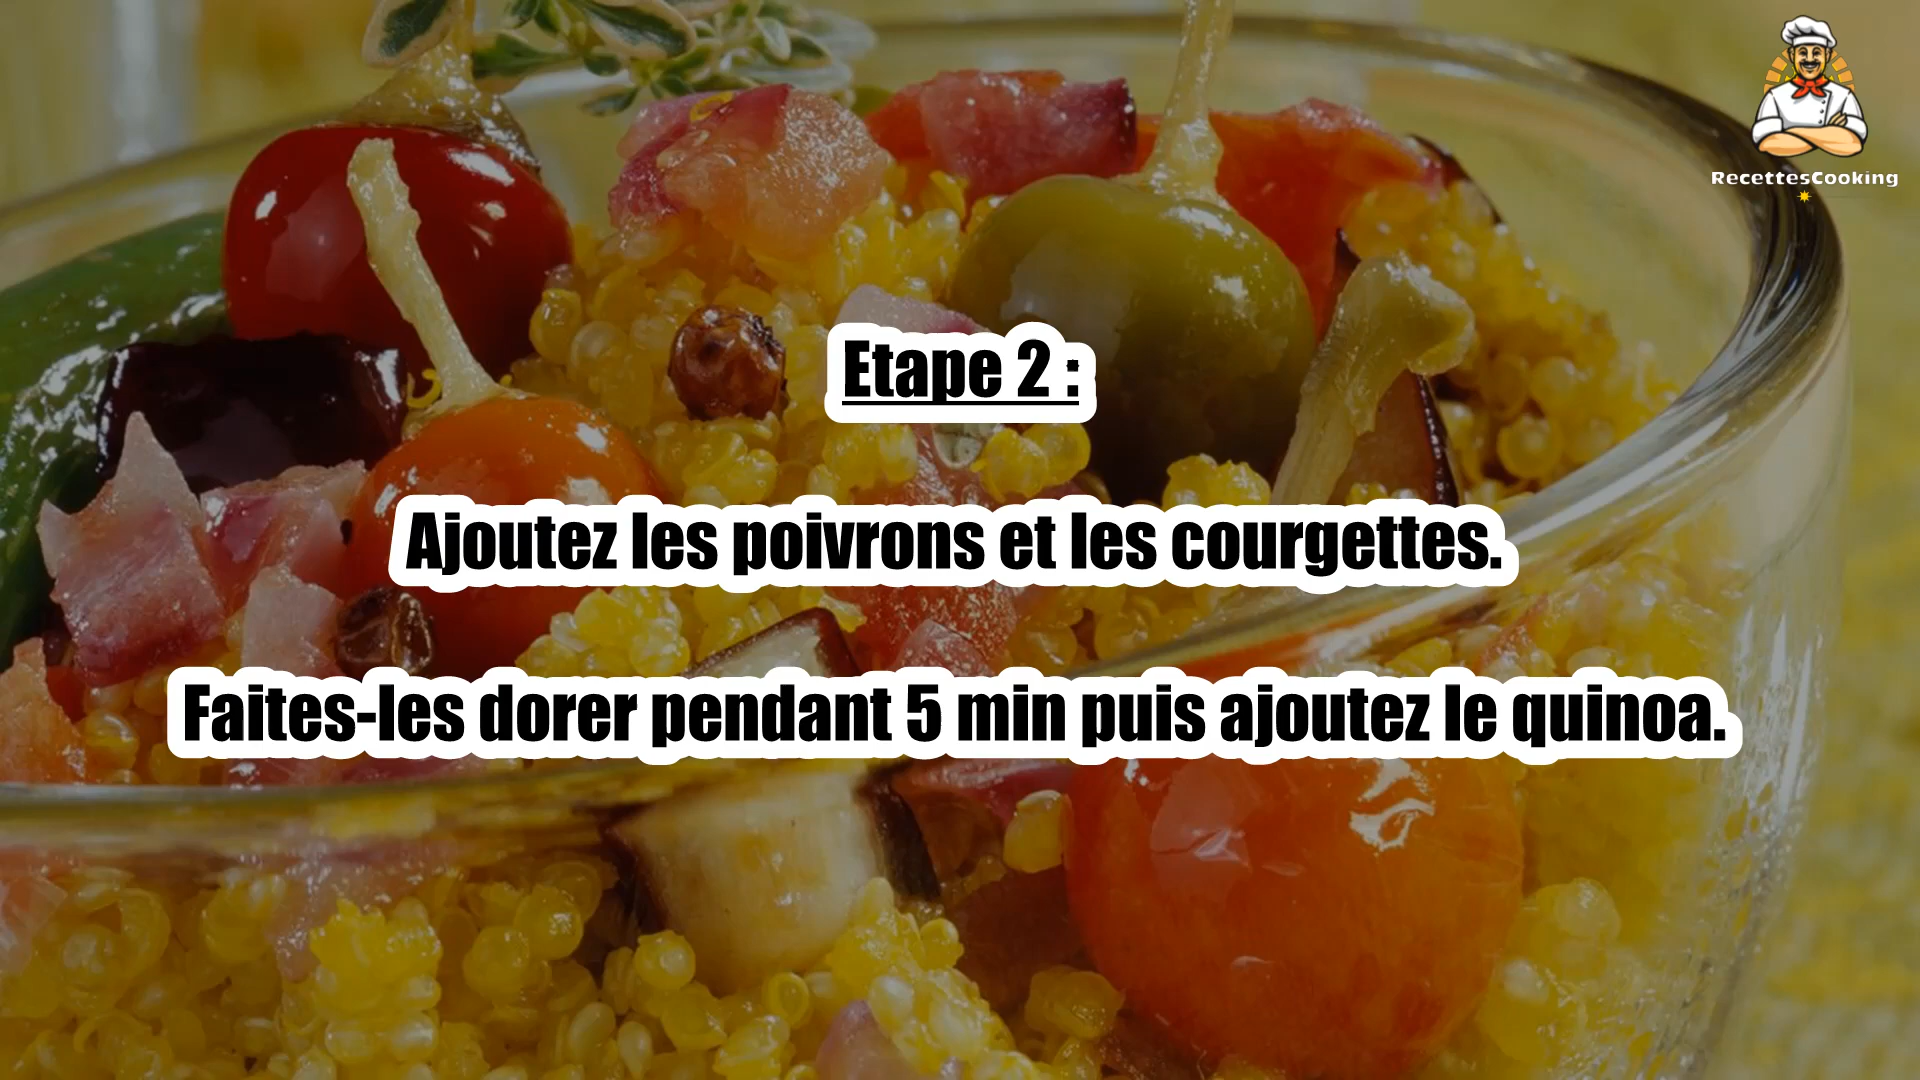 RecettesCooking
Etape 2 :
Ajoutez les poivrons et les courgettes.
Faites-les dorer pendant 5 min puis ajoutez le quinoa.